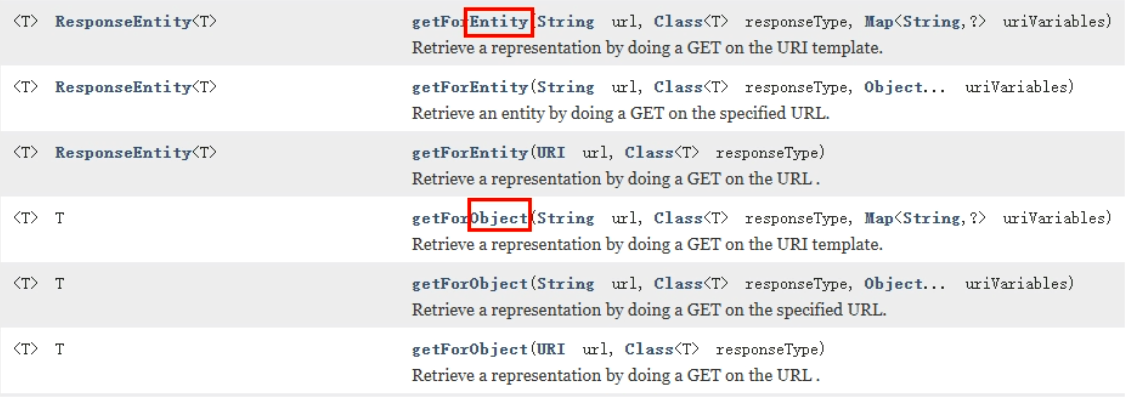 <T> ResponseEntity<T> getForEntity(String url, Class<T> responseType, Map<String,?> uriVariables)
Retrieve a representation by doing a GET on the URI template.
<T> ResponseEntity<T> getForEntity(String url, Class<T> responseType, Object... uriVariables)
Retrieve an entity by doing a GET on the specified URL.
<T> ResponseEntity<T> getForEntity(URI url, Class<T> responseType)
Retrieve a representation by doing a GET on the URL .
<T> T getForObject(String url, Class<T> responseType, Map<String,?> uriVariables)
Retrieve a representation by doing a GET on the URI template.
<T> T getForObject(String url, Class<T> responseType, Object... uriVariables)
Retrieve a representation by doing a GET on the specified URL.
<T> T getForObject(URI url, Class<T> responseType)
Retrieve a representation by doing a GET on the URL .